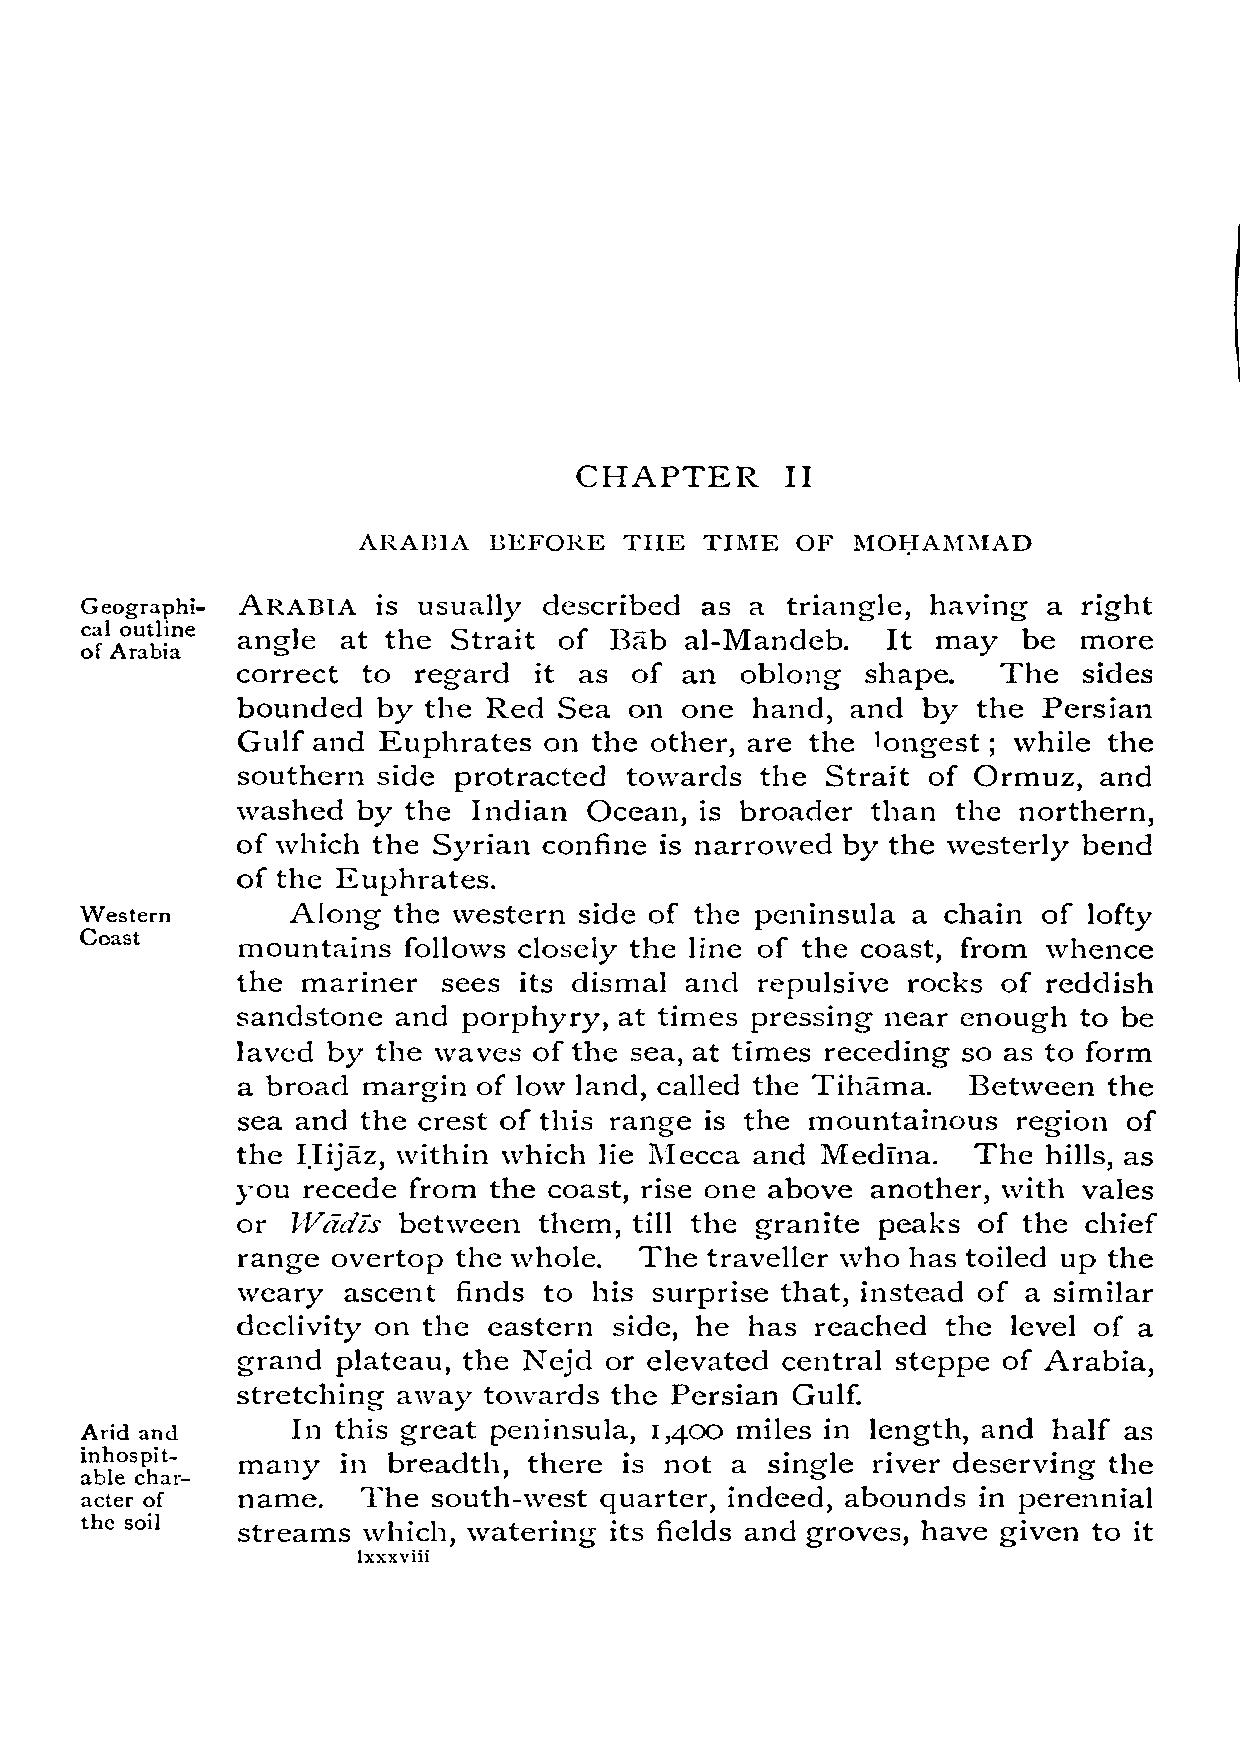 CHAPTER II
ARABIA BEFORE THE TIME OF MOḤAMMAD
Geographi-
cal outline
of Arabia
ARABIA is usually described as a triangle, having a right
angle at the Strait of Bāb al-Mandeb. It may be more
correct to regard it as of an oblong shape. The sides
bounded by the Red Sea on one hand, and by the Persian
Gulf and Euphrates on the other, are the longest; while the
southern side protracted towards the Strait of Ormuz, and
washed by the Indian Ocean, is broader than the northern,
of which the Syrian confine is narrowed by the westerly bend
of the Euphrates.
Western
Coast
Along the western side of the peninsula a chain of lofty
mountains follows closely the line of the coast, from whence
the mariner sees its dismal and repulsive rocks of reddish
sandstone and porphyry, at times pressing near enough to be
laved by the waves of the sea, at times receding so as to form
a broad margin of low land, called the Tihāma. Between the
sea and the crest of this range is the mountainous region of
the Ḥijāz, within which lie Mecca and Medīna. The hills, as
you recede from the coast, rise one above another, with vales
or Wādīs between them, till the granite peaks of the chief
range overtop the whole. The traveller who has toiled up the
weary ascent finds to his surprise that, instead of a similar
declivity on the eastern side, he has reached the level of a
grand plateau, the Nejd or elevated central steppe of Arabia,
stretching away towards the Persian Gulf.
Arid and
inhospit-
able char-
acter of
the soil
In this great peninsula, 1,400 miles in length, and half as
many in breadth, there is not a single river deserving the
name. The south-west quarter, indeed, abounds in perennial
streams which, watering its fields and groves, have given to it
lxxxviii